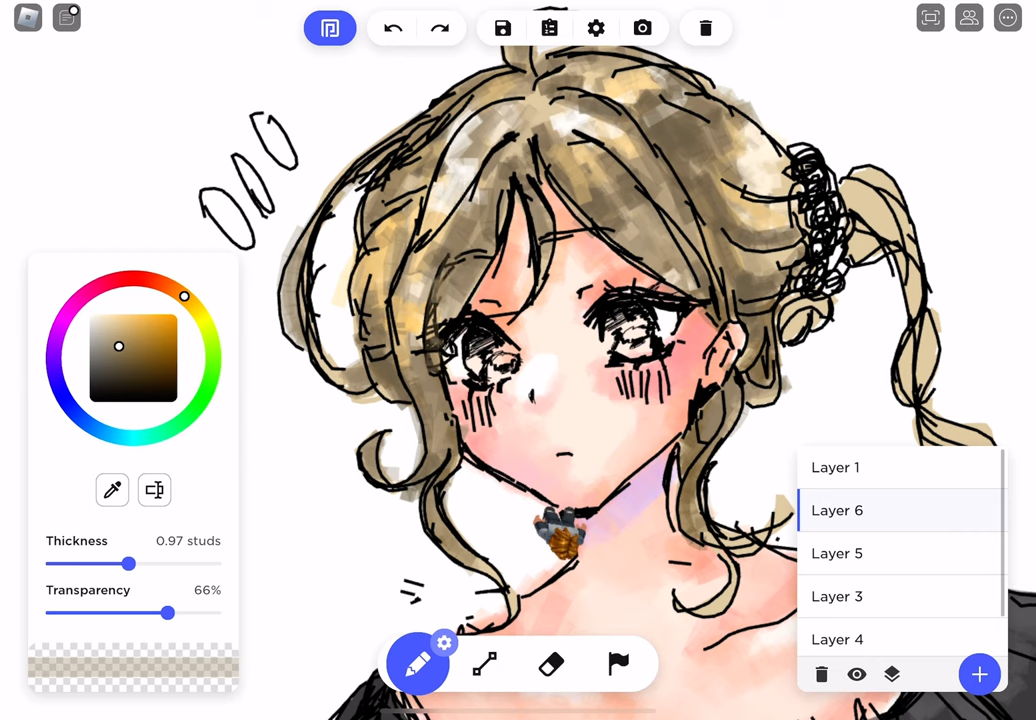 Thickness 0.97 studs
Transparency 66%
Layer 1
Layer 6
Layer 5
Layer 3
Layer 4